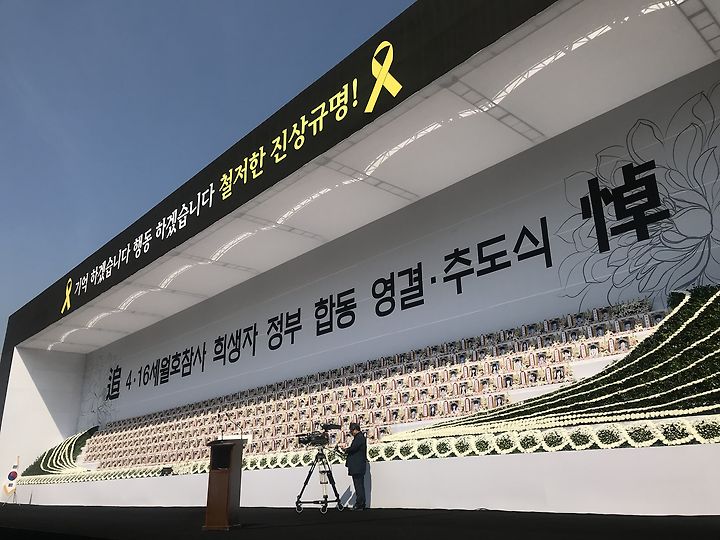 기억 하겠습니다 행동 하겠습니다 철저한 진상규명!
追 4·16세월호참사 희생자 정부 합동 영결·추도식 悼